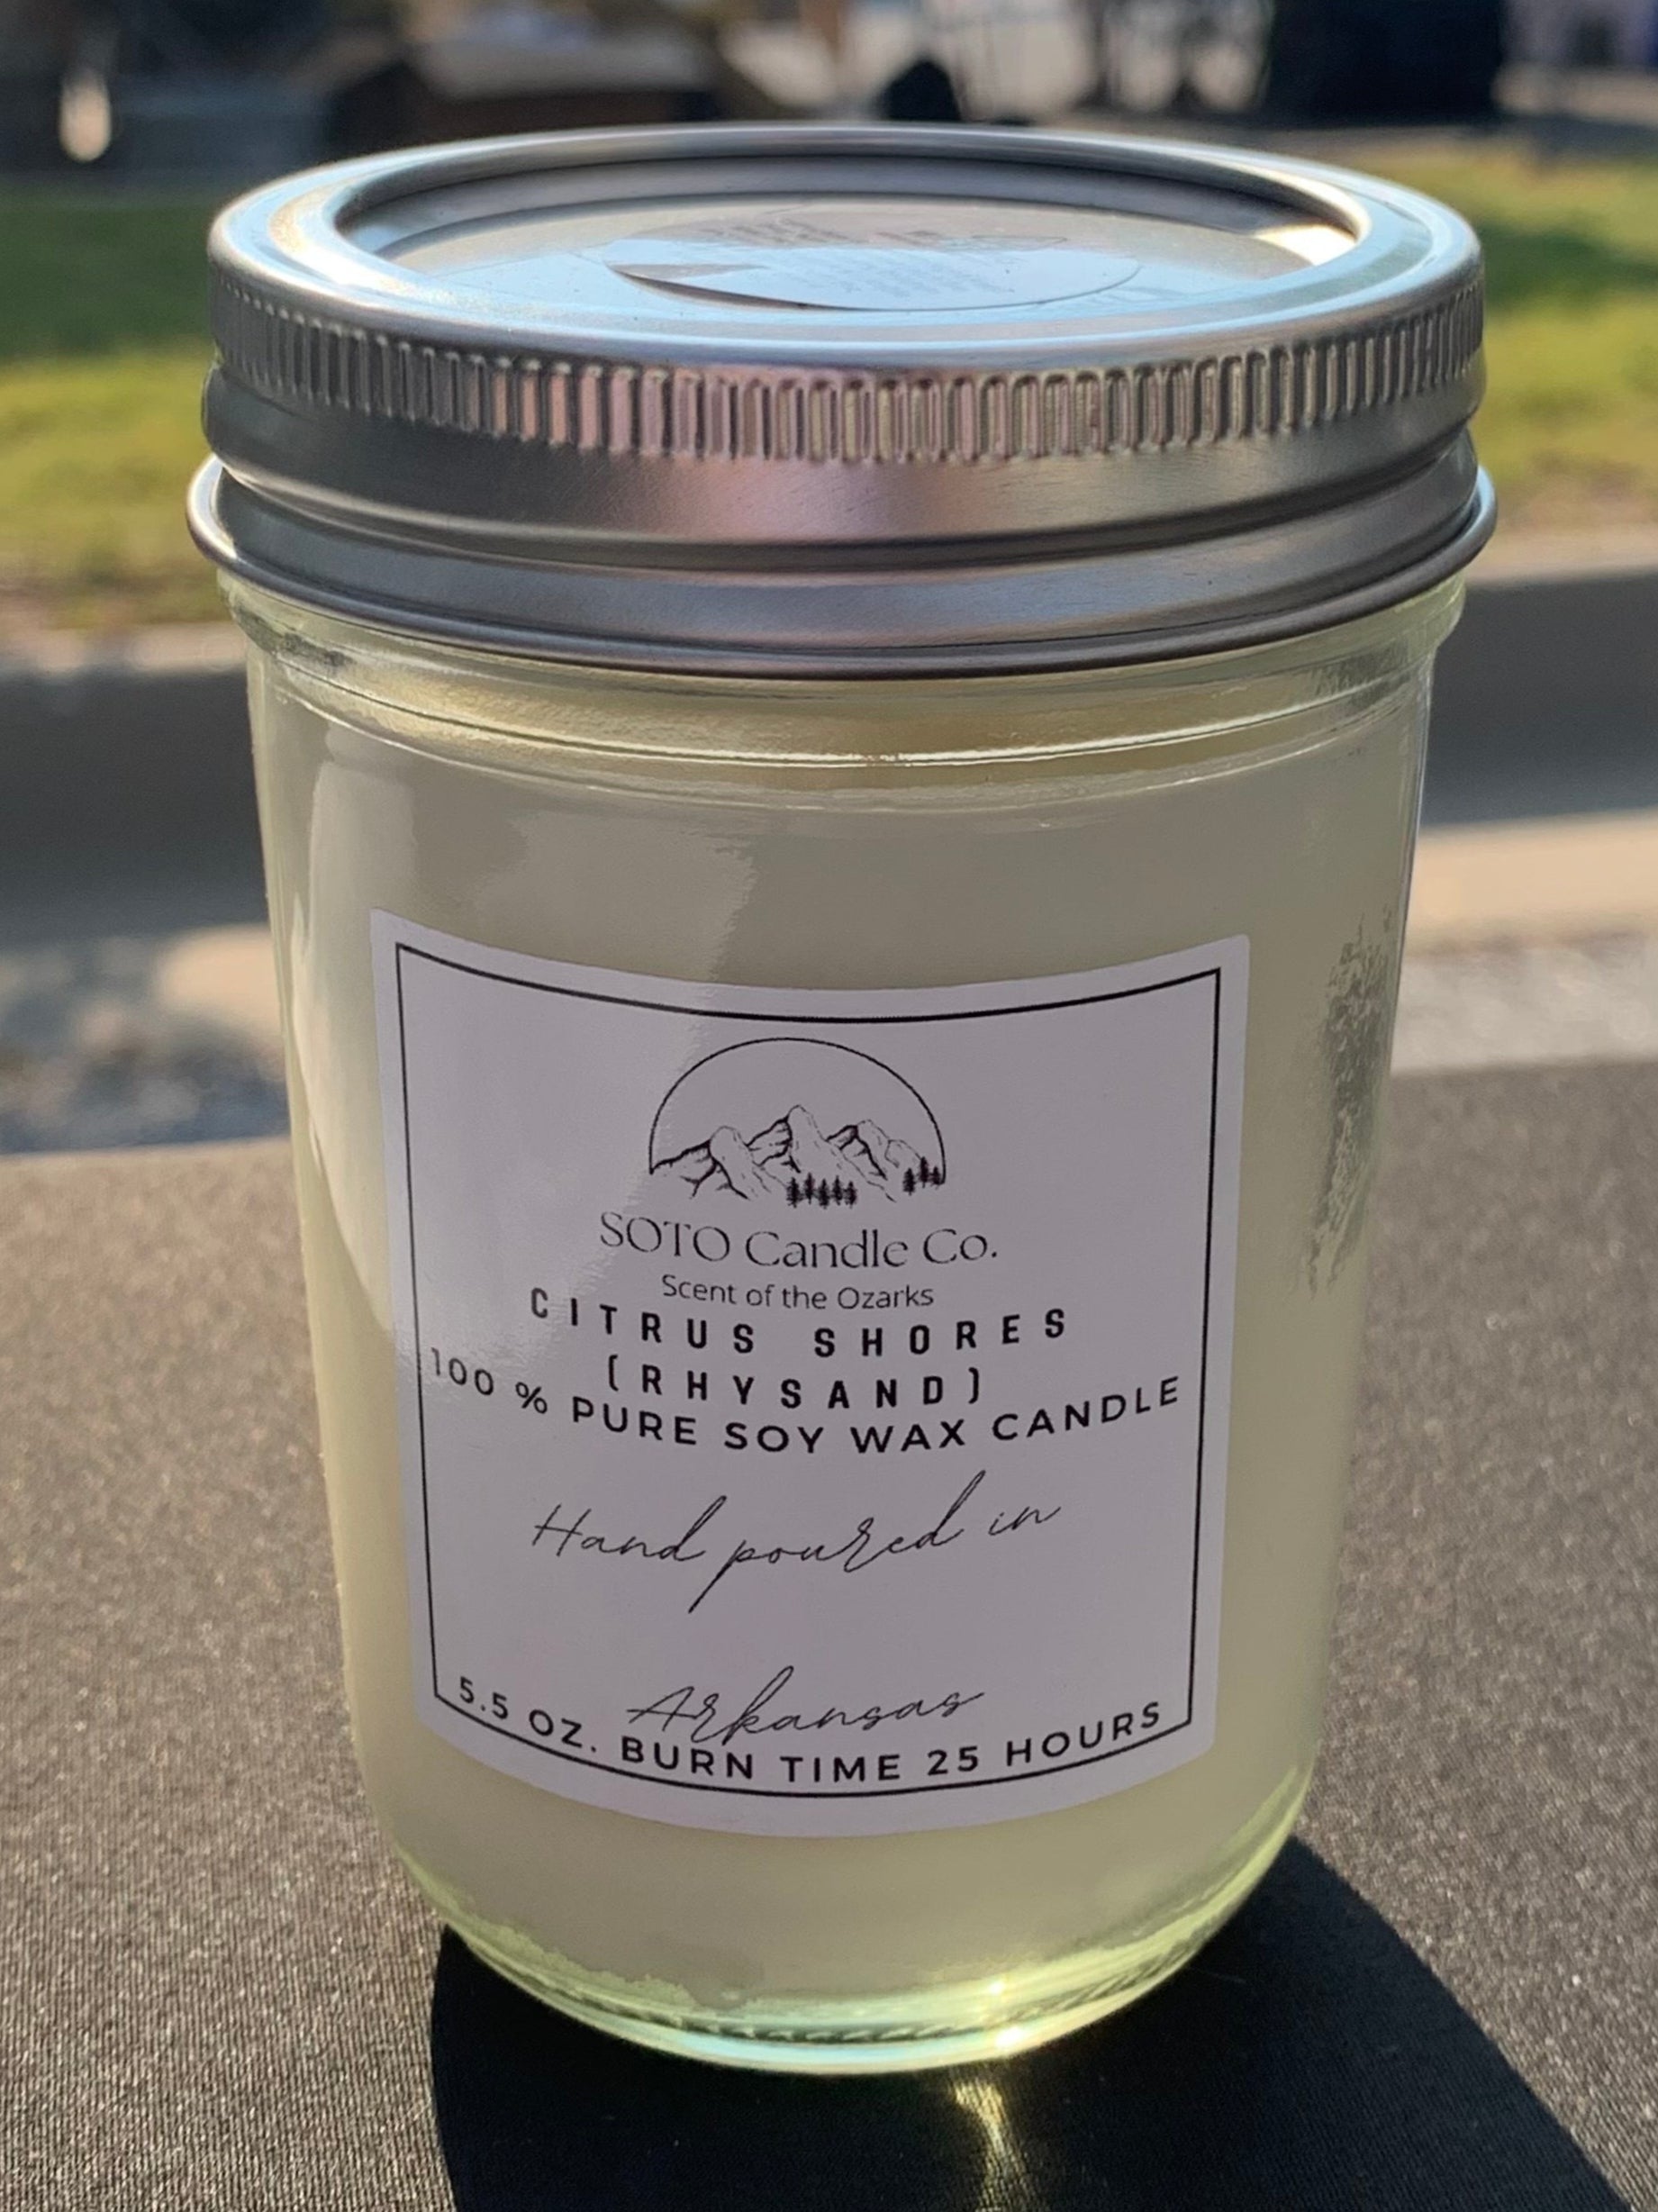 SOTO Candle Co.
Scent of the Ozarks
CITRUS SHORES
(RHYSAND)
100 % PURE SOY WAX CANDLE
Hand poured in
Arkansas
5.5 OZ. BURN TIME 25 HOURS